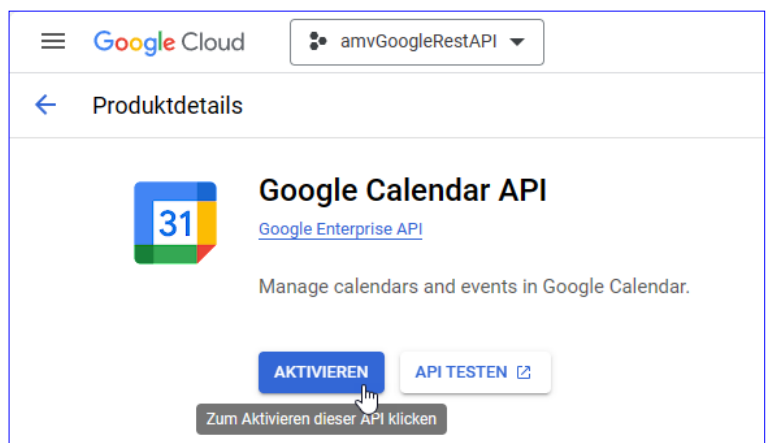 Google Cloud amvGoogleRestAPI
Produktdetails
Google Calendar API
31
Google Enterprise API
Manage calendars and events in Google Calendar.
AKTIVIEREN API TESTEN
Zum Aktivieren dieser API klicken